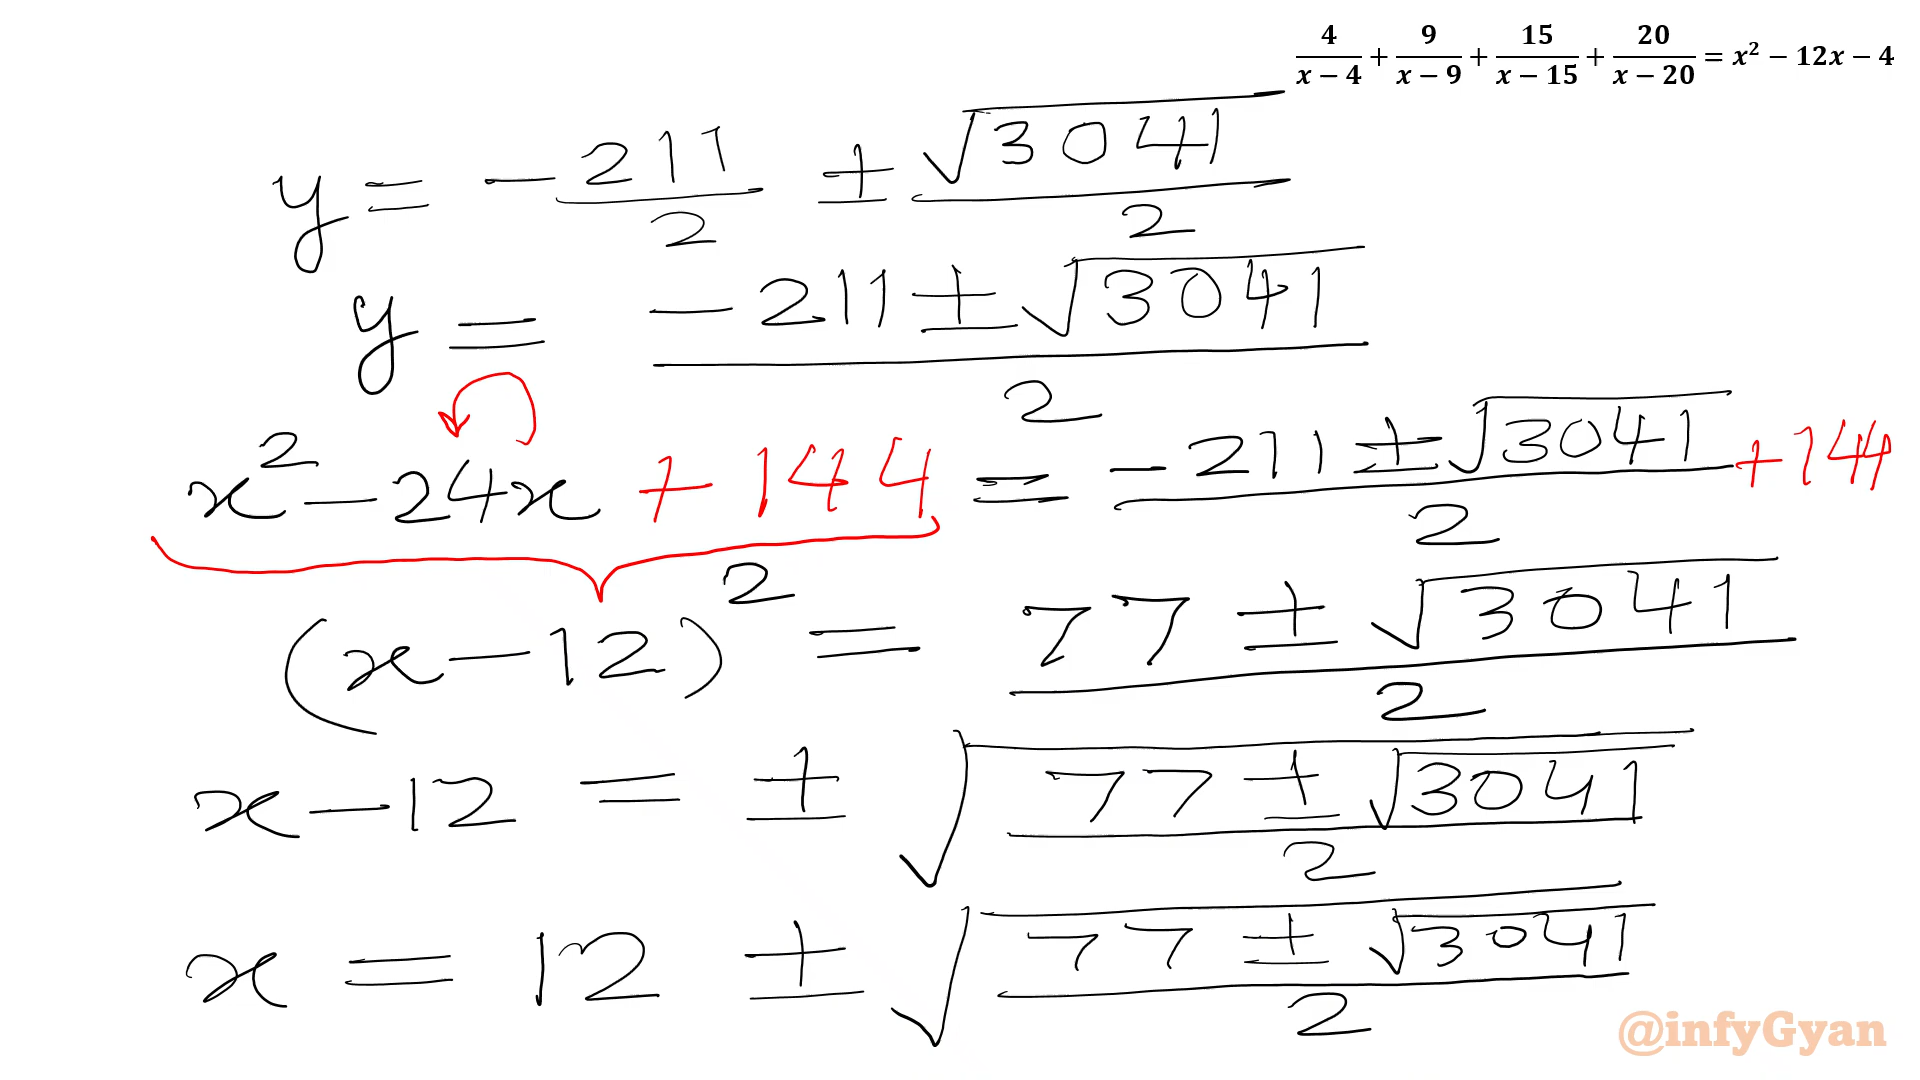 4/(x − 4) + 9/(x − 9) + 15/(x − 15) + 20/(x − 20) = x² − 12x − 4
y = −211/2 ± √3041/2
y = (−211 ± √3041)/2
x² − 24x + 144 = (−211 ± √3041)/2 + 144
(x − 12)² = (77 ± √3041)/2
x − 12 = ± √((77 ± √3041)/2)
x = 12 ± √((77 ± √3041)/2)
@infyGyan